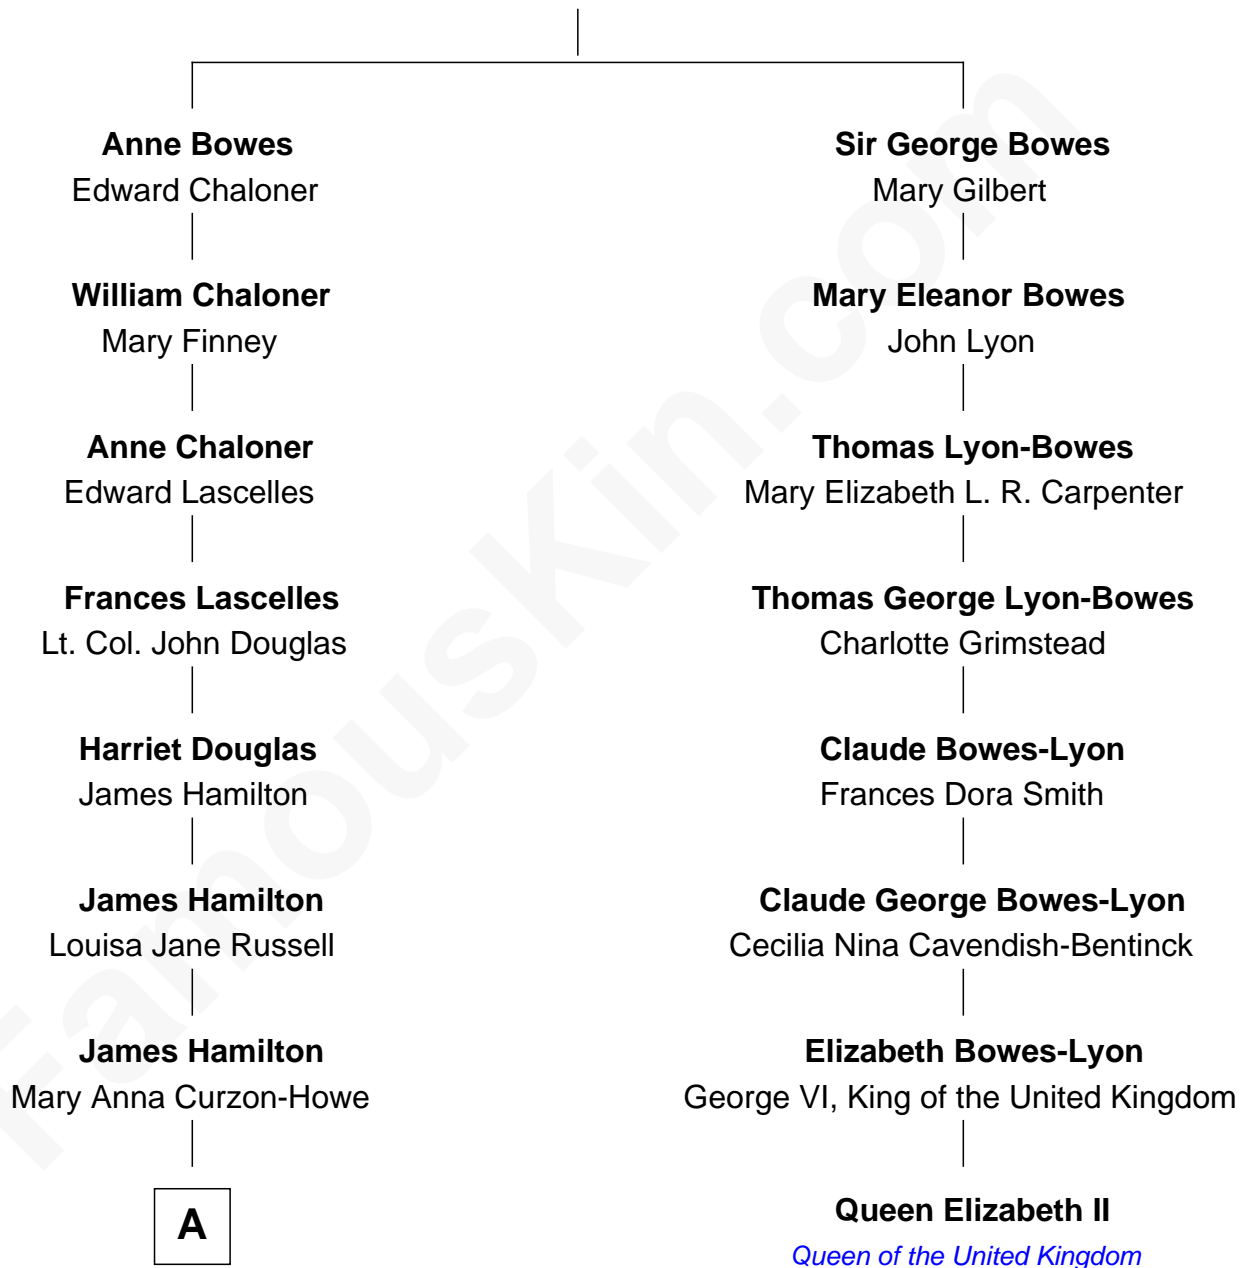 Anne Bowes
Edward Chaloner
William Chaloner
Mary Finney
Anne Chaloner
Edward Lascelles
Frances Lascelles
Lt. Col. John Douglas
Harriet Douglas
James Hamilton
James Hamilton
Louisa Jane Russell
James Hamilton
Mary Anna Curzon-Howe
A
Sir George Bowes
Mary Gilbert
Mary Eleanor Bowes
John Lyon
Thomas Lyon-Bowes
Mary Elizabeth L. R. Carpenter
Thomas George Lyon-Bowes
Charlotte Grimstead
Claude Bowes-Lyon
Frances Dora Smith
Claude George Bowes-Lyon
Cecilia Nina Cavendish-Bentinck
Elizabeth Bowes-Lyon
George VI, King of the United Kingdom
Queen Elizabeth II
Queen of the United Kingdom
FamousKin.com